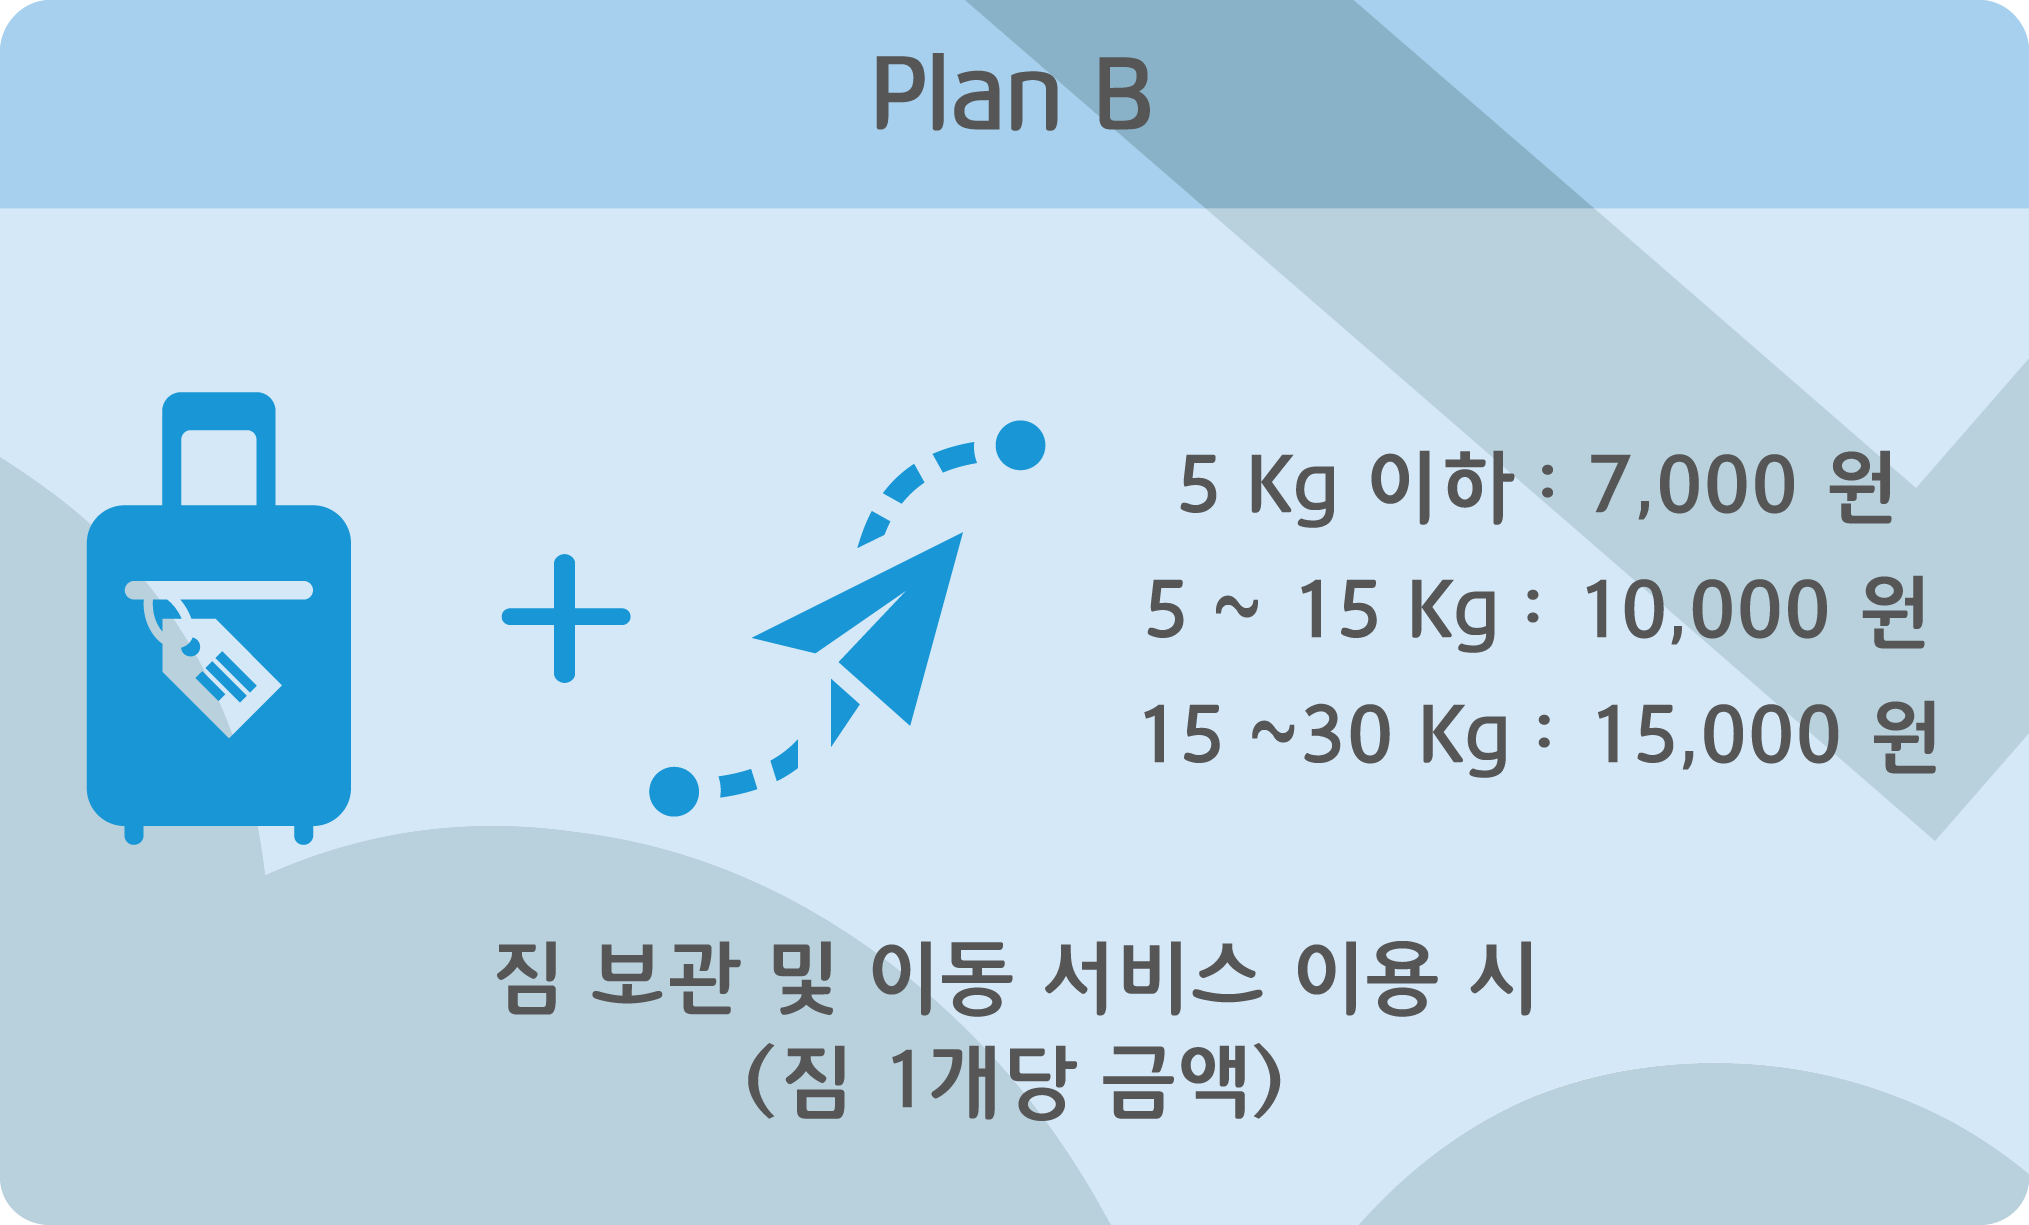 Plan B
5 Kg 이하 : 7,000 원
5 ~ 15 Kg : 10,000 원
15 ~30 Kg : 15,000 원
짐 보관 및 이동 서비스 이용 시
(짐 1개당 금액)